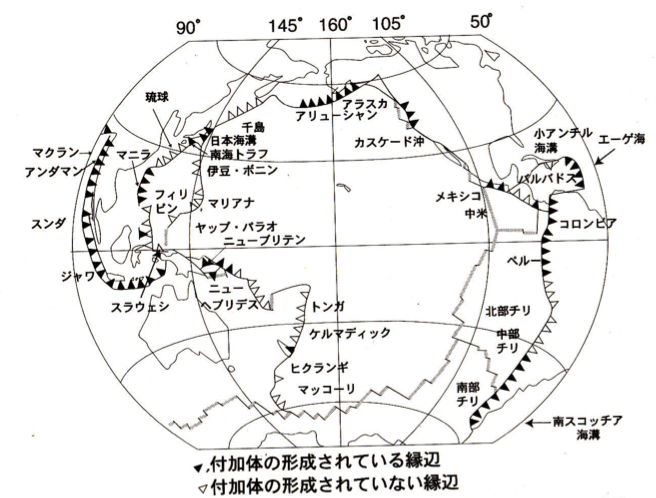 90°
145°
160°
105°
50°
琉球
千島
アリューシャン
アラスカ
日本海溝
南海トラフ
伊豆・ボニン
カスケード沖
小アンチル
海溝
エーゲ海
マクラン
アンダマン
マニラ
バルバドス
フィリ
ピン
マリアナ
メキシコ
中米
コロンビア
スンダ
ヤップ・パラオ
ニューブリテン
ペルー
ジャワ
スラウェシ
ニュー
ヘブリデス
トンガ
北部チリ
ケルマディック
中部
チリ
ヒクランギ
マッコーリ
南部
チリ
南スコッチア
海溝
付加体の形成されている縁辺
付加体の形成されていない縁辺